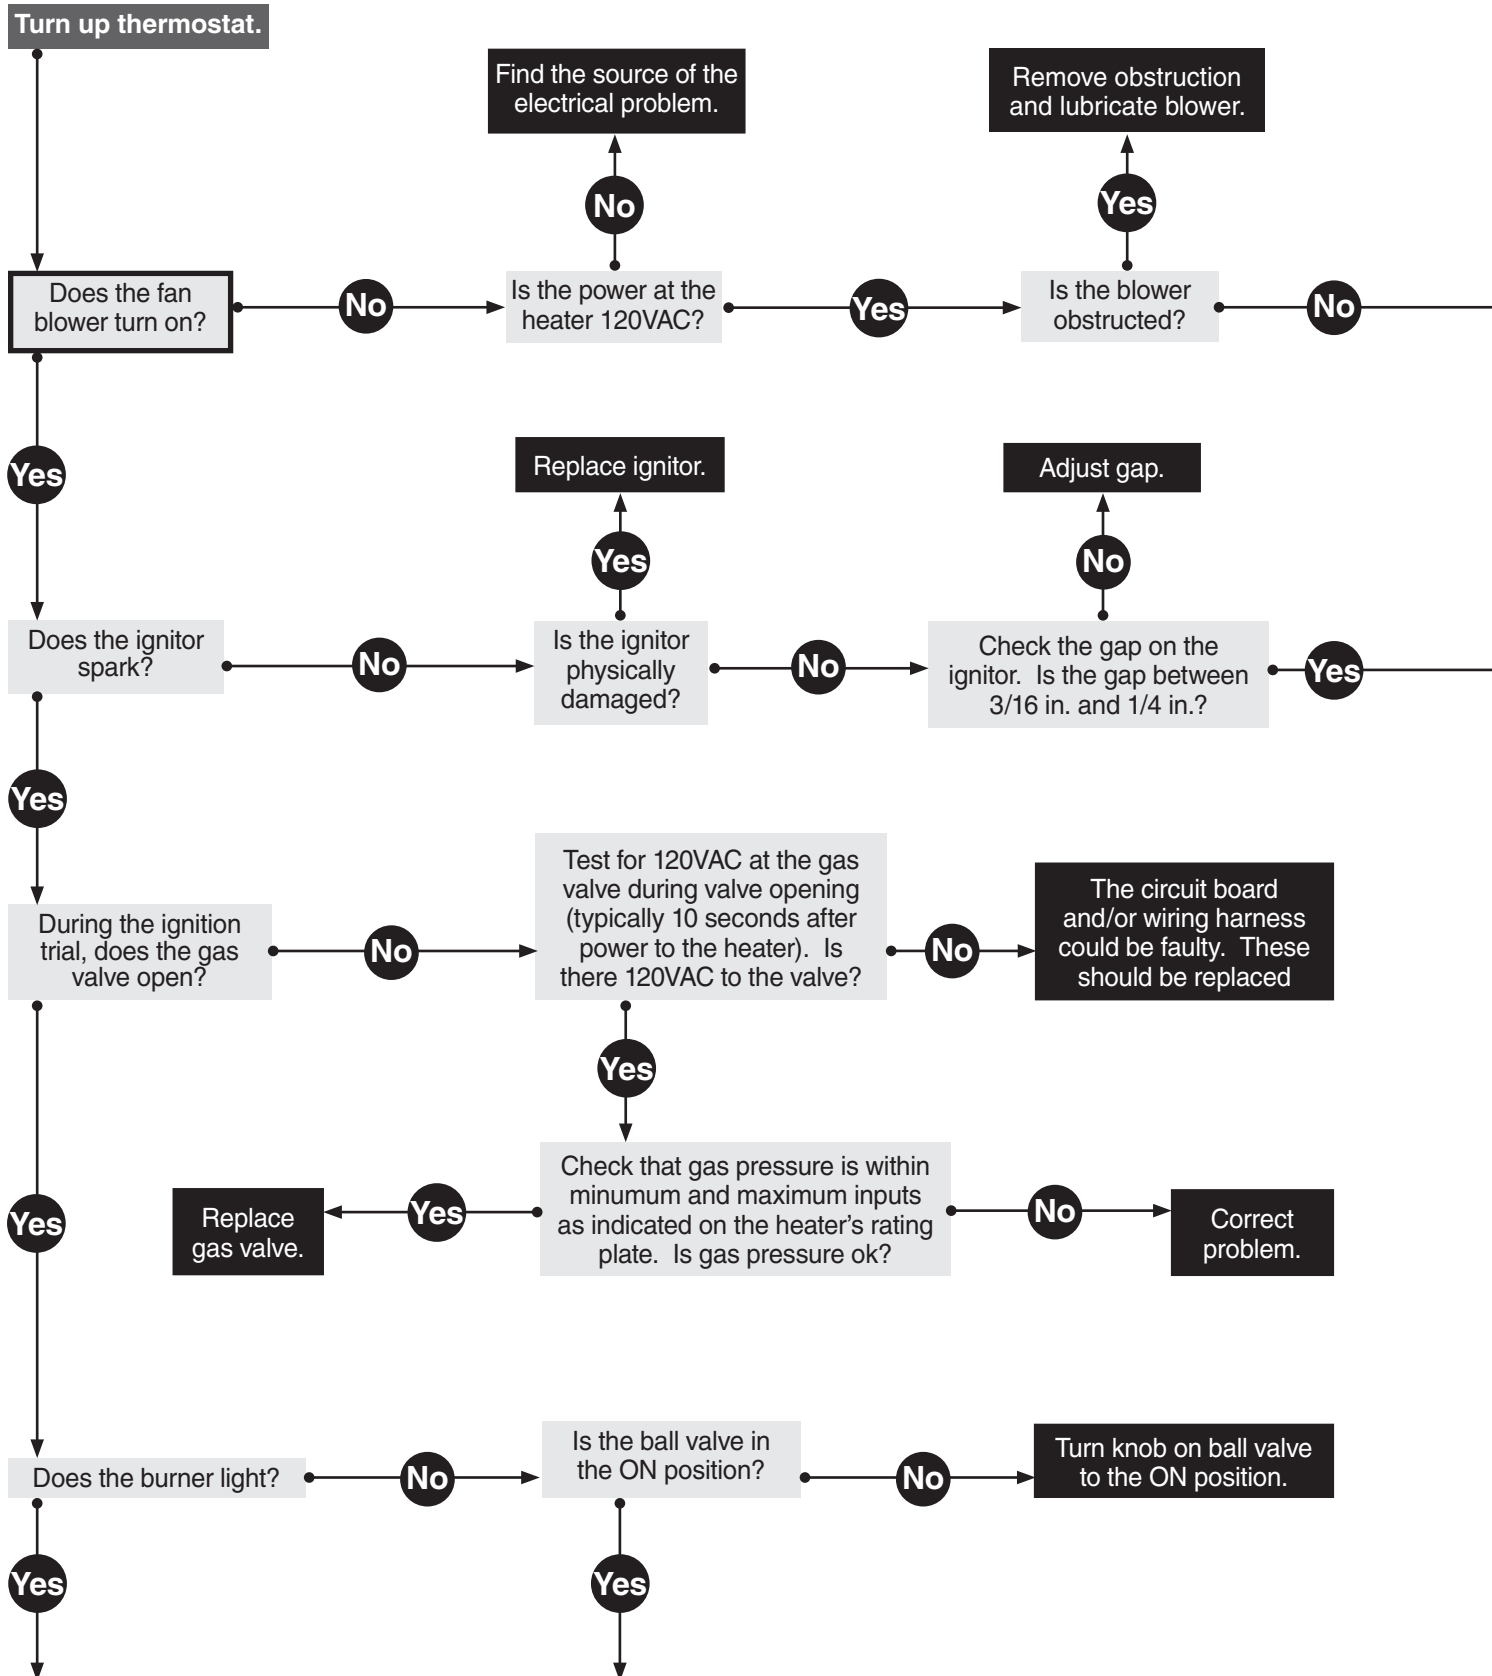 Turn up thermostat.
Find the source of the
electrical problem.
Remove obstruction
and lubricate blower.
No
Yes
Does the fan
blower turn on?
No
Is the power at the
heater 120VAC?
Yes
Is the blower
obstructed?
No
Yes
Replace ignitor.
Adjust gap.
Yes
No
Does the ignitor
spark?
No
Is the ignitor
physically
damaged?
No
Check the gap on the
ignitor.  Is the gap between
3/16 in. and 1/4 in.?
Yes
Yes
During the ignition
trial, does the gas
valve open?
No
Test for 120VAC at the gas
valve during valve opening
(typically 10 seconds after
power to the heater).  Is
there 120VAC to the valve?
No
The circuit board
and/or wiring harness
could be faulty.  These
should be replaced
Yes
Yes
Replace
gas valve.
Yes
Check that gas pressure is within
minumum and maximum inputs
as indicated on the heater's rating
plate.  Is gas pressure ok?
No
Correct
problem.
Does the burner light?
No
Is the ball valve in
the ON position?
No
Turn knob on ball valve
to the ON position.
Yes
Yes